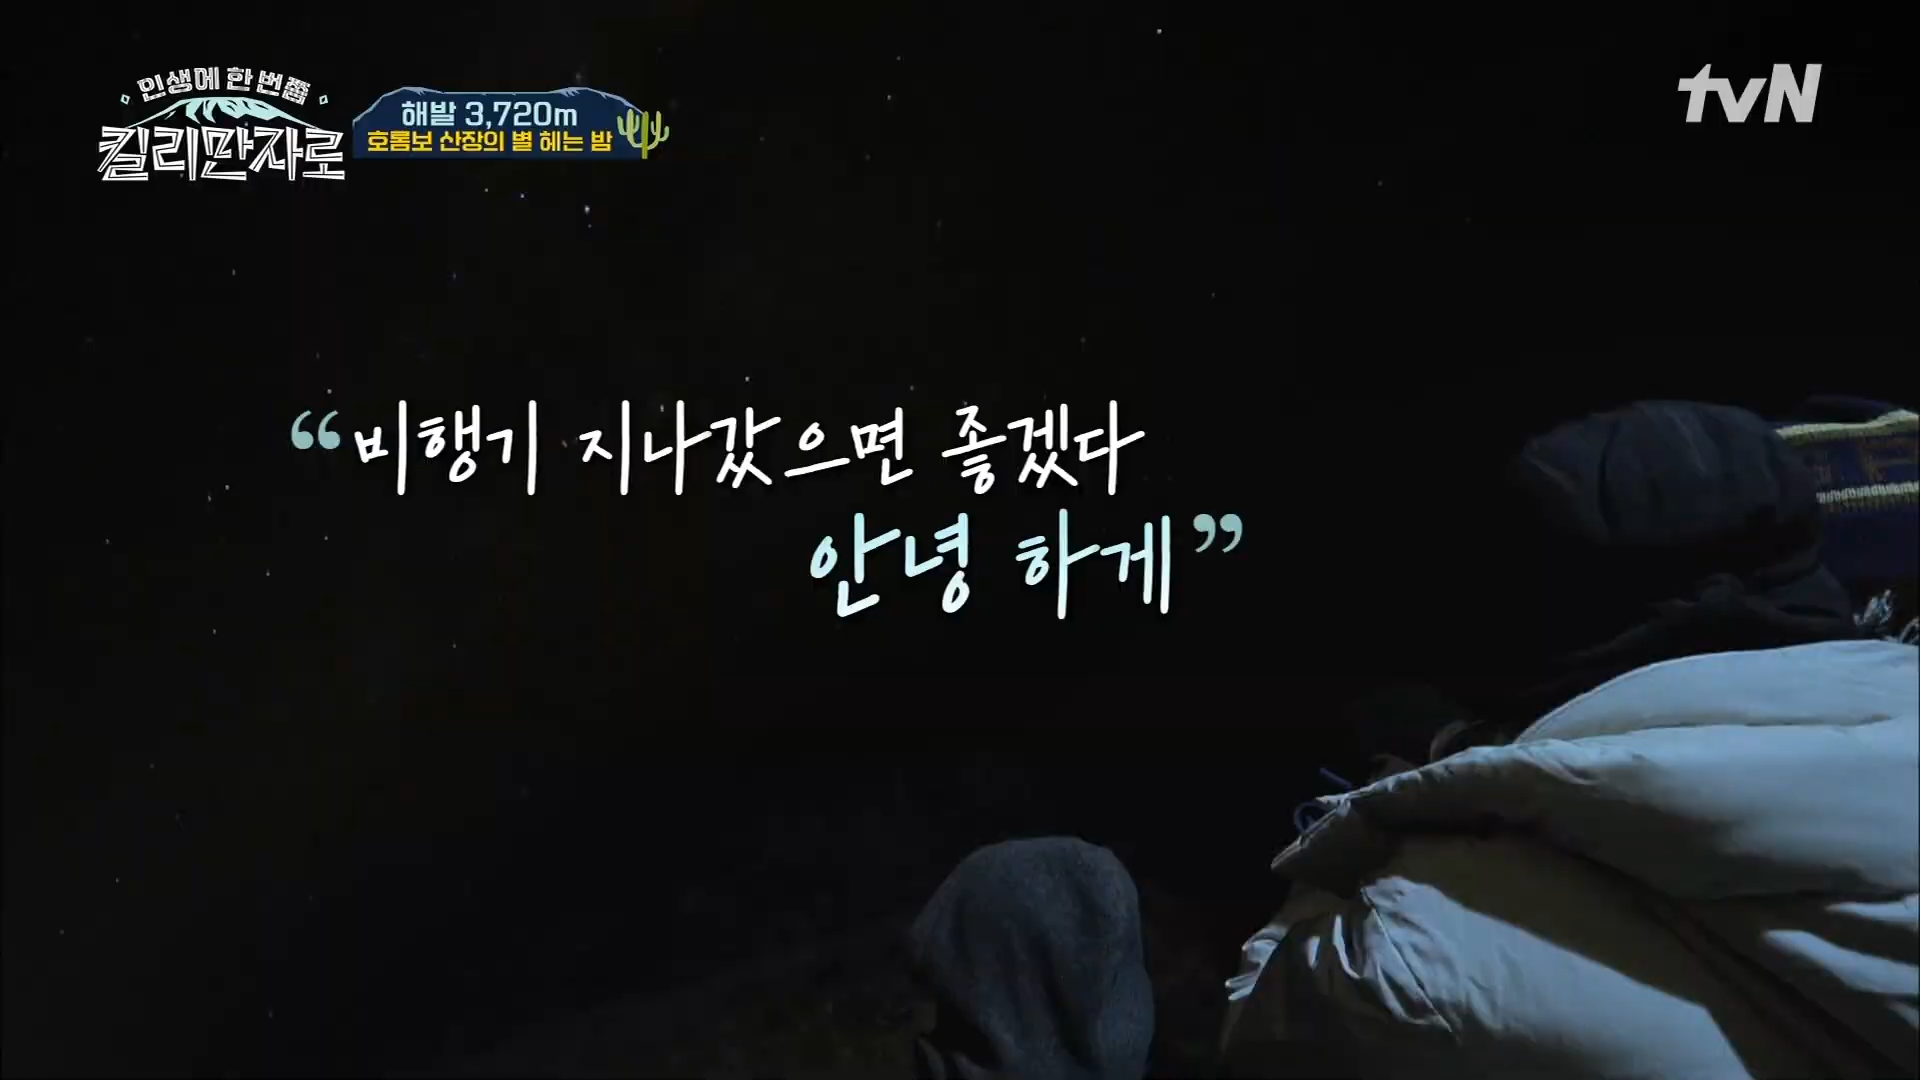 인생에 한 번쯤
킬리만자로
해발 3,720m
호롬보 산장의 별 헤는 밤
tvN
“비행기 지나갔으면 좋겠다
안녕 하게”